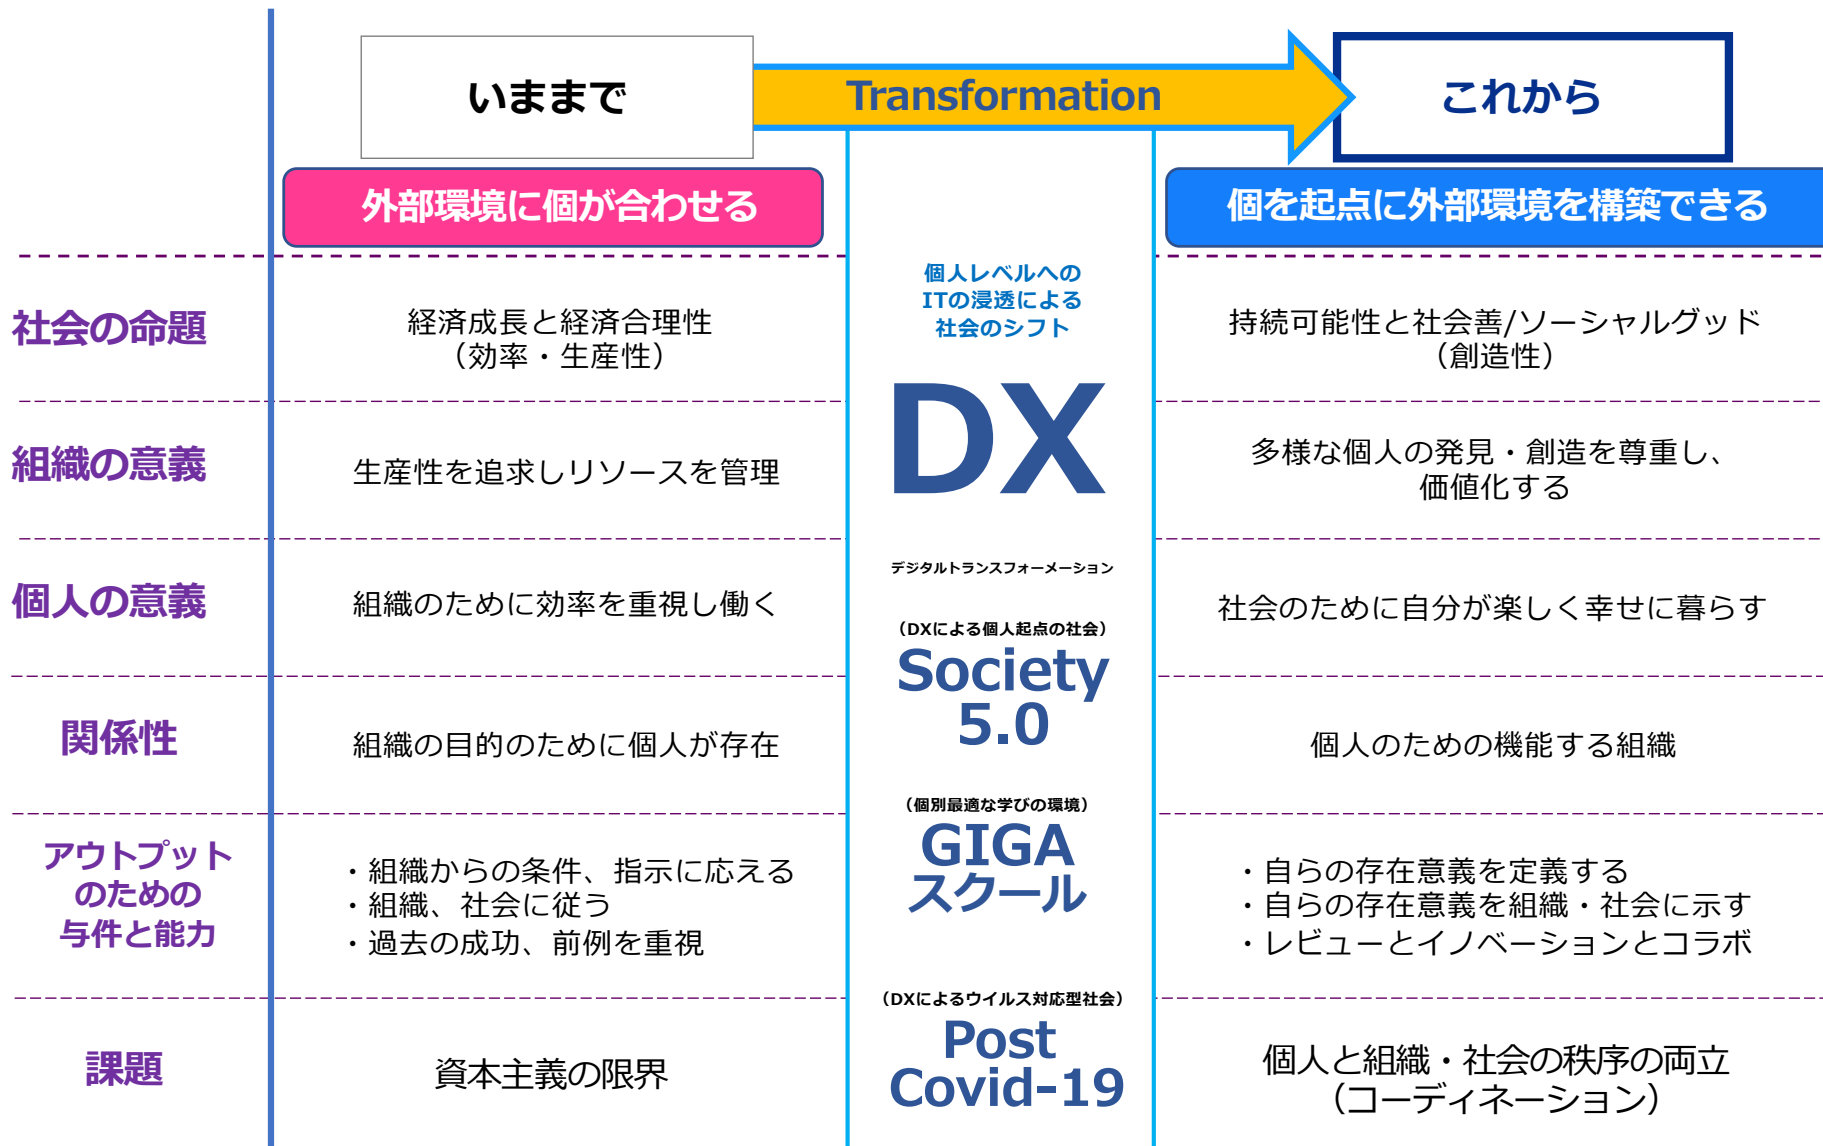 いままで
Transformation
これから
外部環境に個が合わせる
個を起点に外部環境を構築できる
個人レベルへの
ITの浸透による
社会のシフト
社会の命題
経済成長と経済合理性
（効率・生産性）
持続可能性と社会善/ソーシャルグッド
（創造性）
DX
組織の意義
生産性を追求しリソースを管理
多様な個人の発見・創造を尊重し、
価値化する
デジタルトランスフォーメーション
個人の意義
組織のために効率を重視し働く
社会のために自分が楽しく幸せに暮らす
（DXによる個人起点の社会）
Society
5.0
関係性
組織の目的のために個人が存在
個人のための機能する組織
（個別最適な学びの環境）
GIGA
スクール
アウトプット
のための
与件と能力
・組織からの条件、指示に応える
・組織、社会に従う
・過去の成功、前例を重視
・自らの存在意義を定義する
・自らの存在意義を組織・社会に示す
・レビューとイノベーションとコラボ
（DXによるウイルス対応型社会）
Post
Covid-19
課題
資本主義の限界
個人と組織・社会の秩序の両立
（コーディネーション）